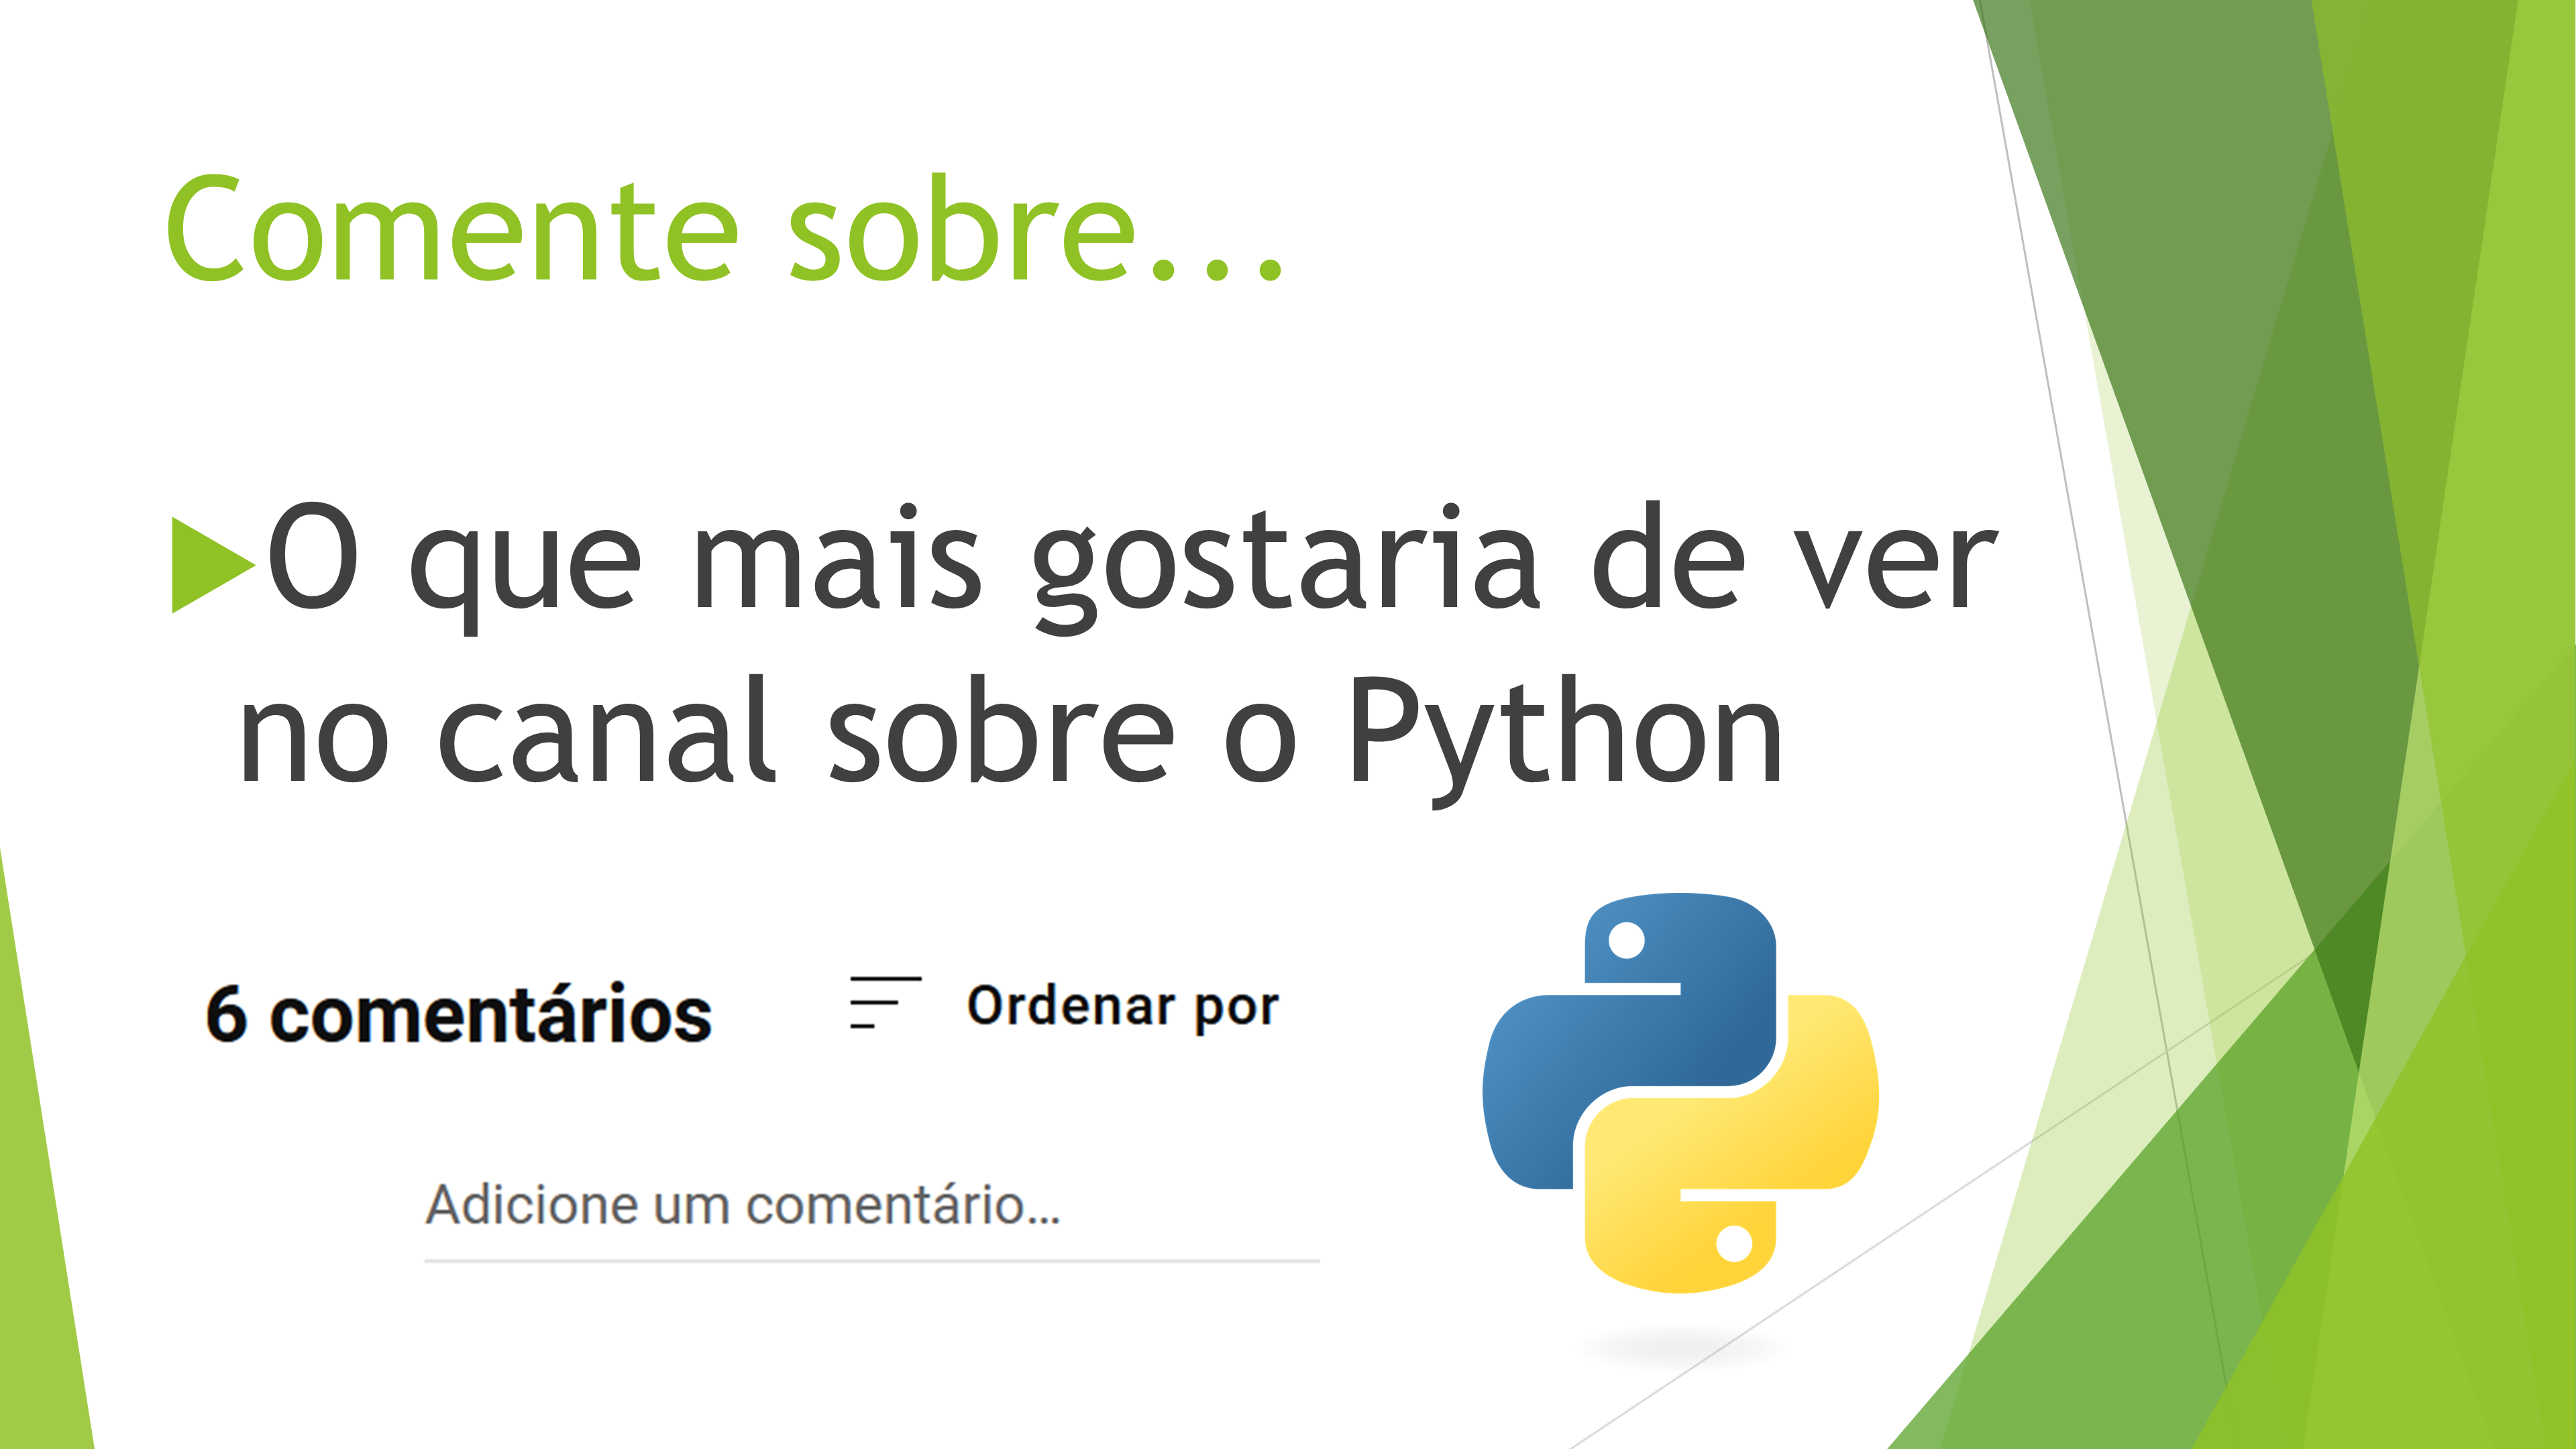 Comente sobre...
O que mais gostaria de ver
no canal sobre o Python
6 comentários
Ordenar por
Adicione um comentário...